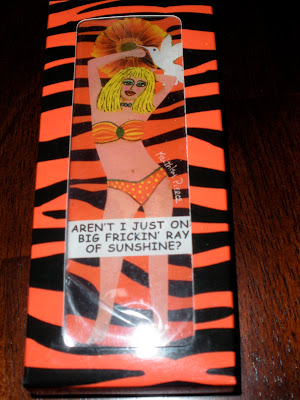 AREN'T I JUST ON
BIG FRICKIN' RAY
OF SUNSHINE?